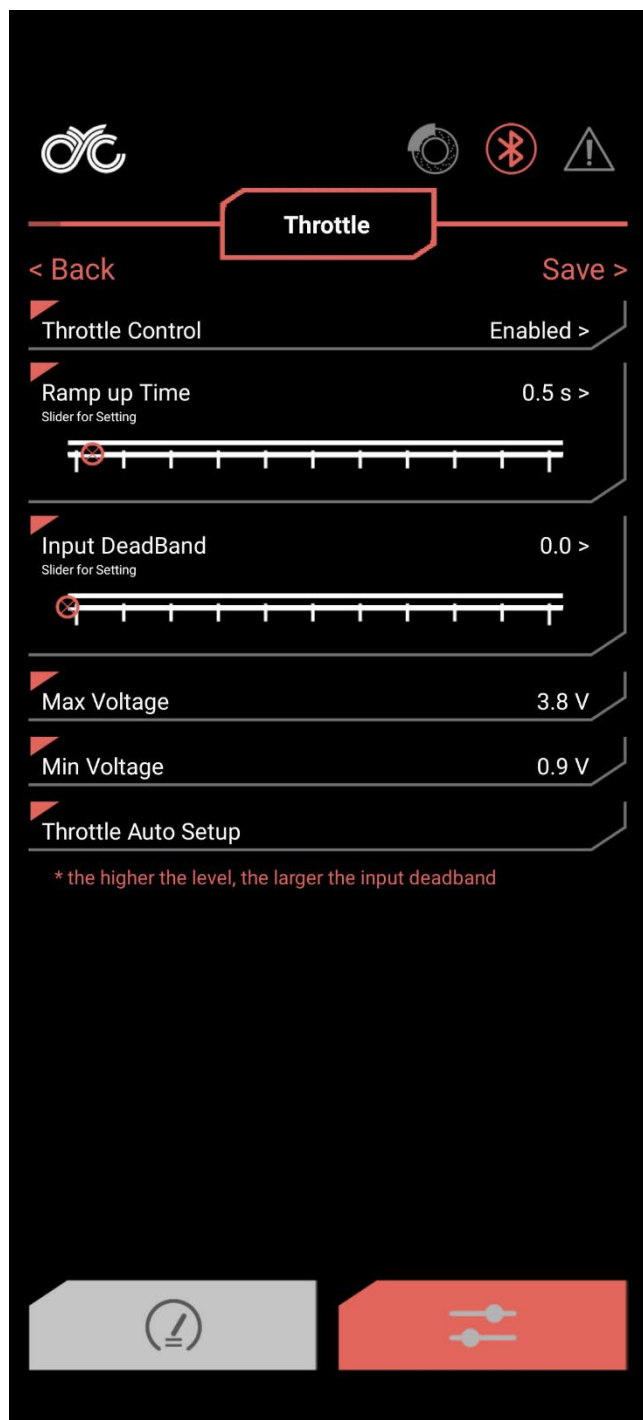 CYC
Throttle
< Back
Save >
Throttle Control
Enabled >
Ramp up Time
0.5 s >
Slider for Setting
Input DeadBand
0.0 >
Slider for Setting
Max Voltage
3.8 V
Min Voltage
0.9 V
Throttle Auto Setup
* the higher the level, the larger the input deadband